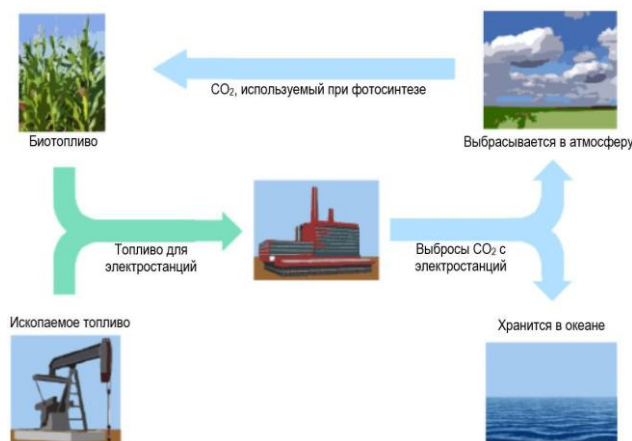 CO₂, используемый при фотосинтезе
Биотопливо
Выбрасывается в атмосферу
Топливо для
электростанций
Выбросы CO₂ с
электростанций
Ископаемое топливо
Хранится в океане